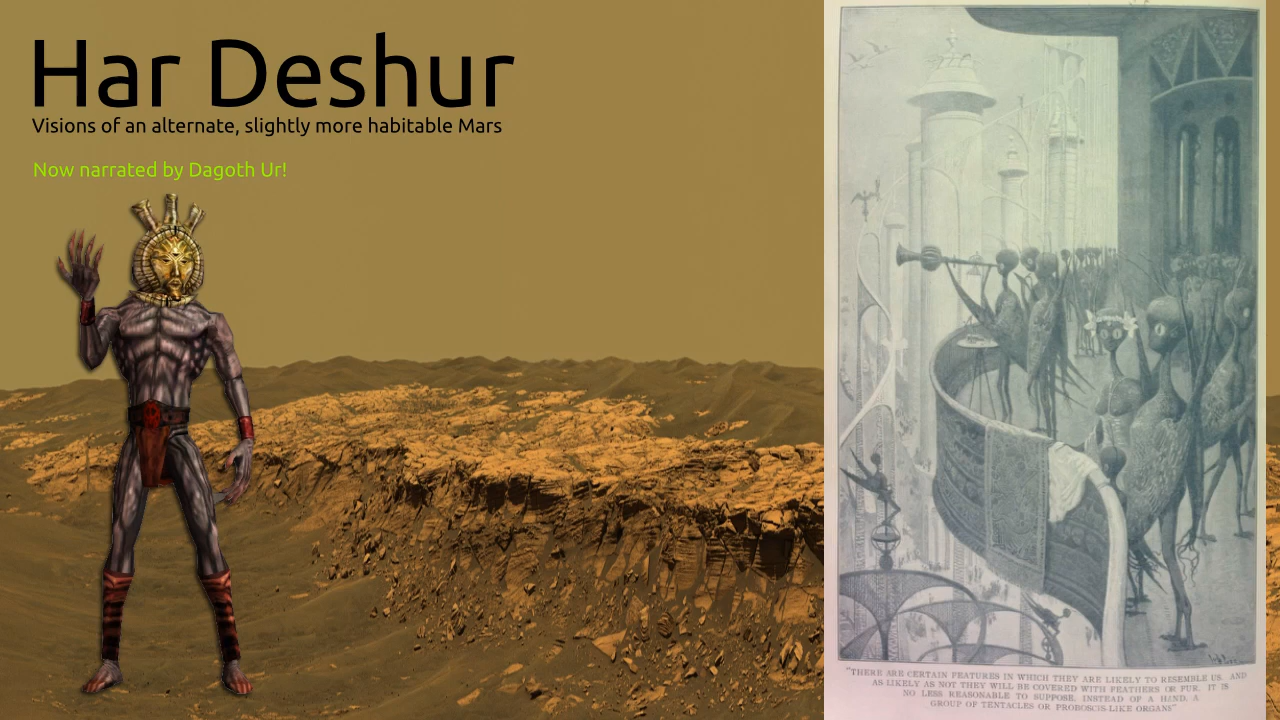 Har Deshur
Visions of an alternate, slightly more habitable Mars
Now narrated by Dagoth Ur!
"THERE ARE CERTAIN FEATURES IN WHICH THEY ARE LIKELY TO RESEMBLE US. AND
AS LIKELY AS NOT THEY WILL BE COVERED WITH FEATHERS OR FUR. IT IS
NO LESS REASONABLE TO SUPPOSE, INSTEAD OF A HAND, A
GROUP OF TENTACLES OR PROBOSCIS-LIKE ORGANS"